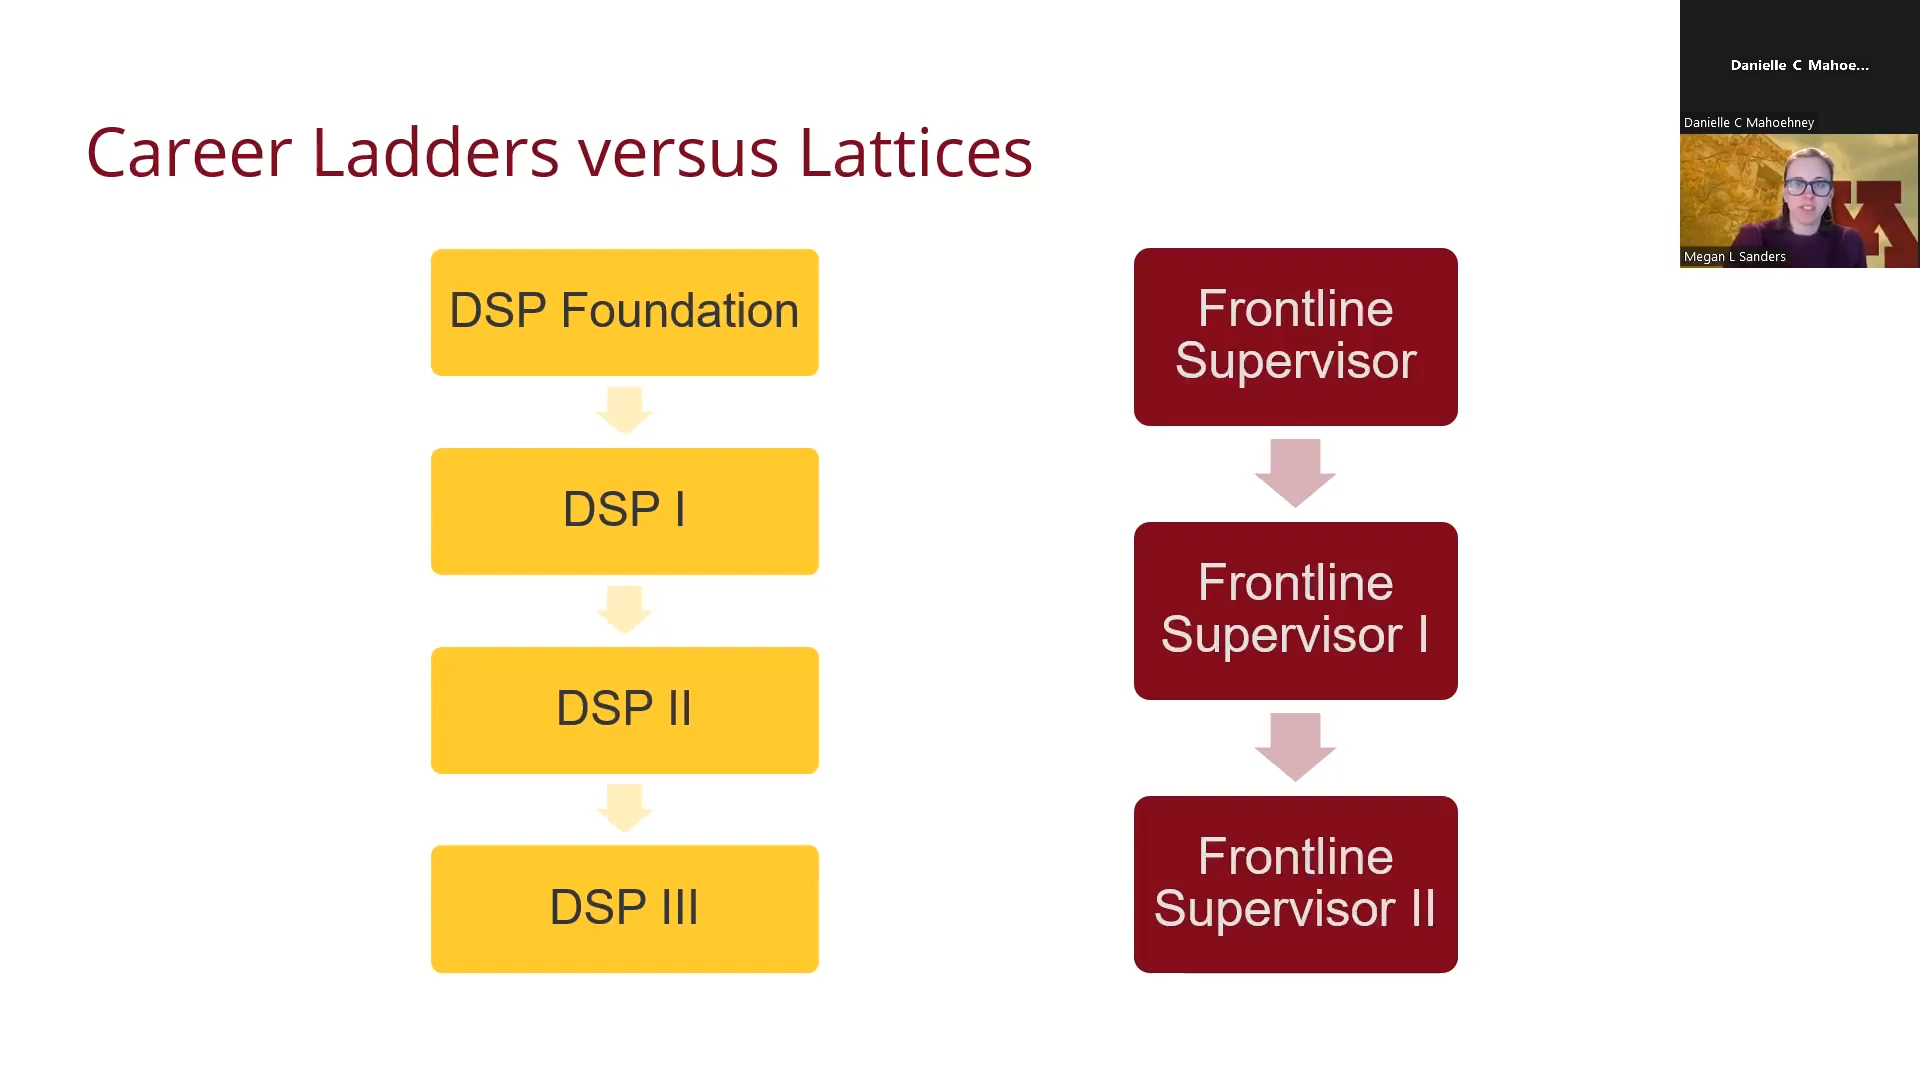 Career Ladders versus Lattices
DSP Foundation
DSP I
DSP II
DSP III
Frontline
Supervisor
Frontline
Supervisor I
Frontline
Supervisor II
Danielle C Mahoe...
Danielle C Mahoehney
Megan L Sanders